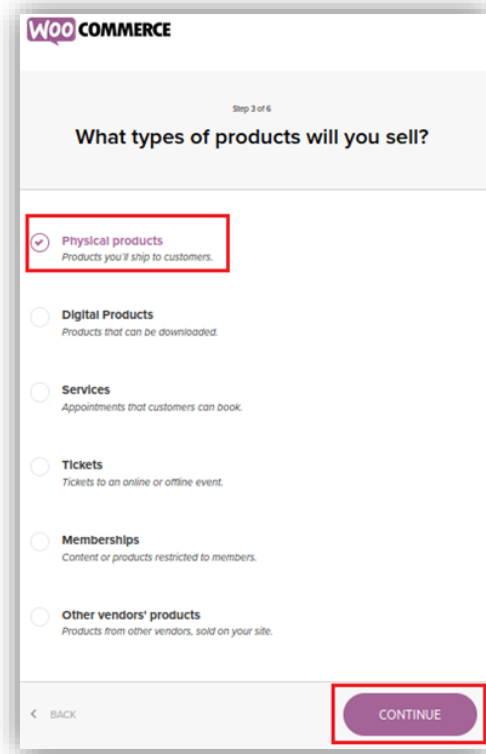 WOO COMMERCE
Step 3 of 6
What types of products will you sell?
Physical products
Products you'll ship to customers.
Digital Products
Products that can be downloaded.
Services
Appointments that customers can book.
Tickets
Tickets to an online or offline event.
Memberships
Content or products restricted to members.
Other vendors' products
Products from other vendors, sold on your site.
BACK
CONTINUE